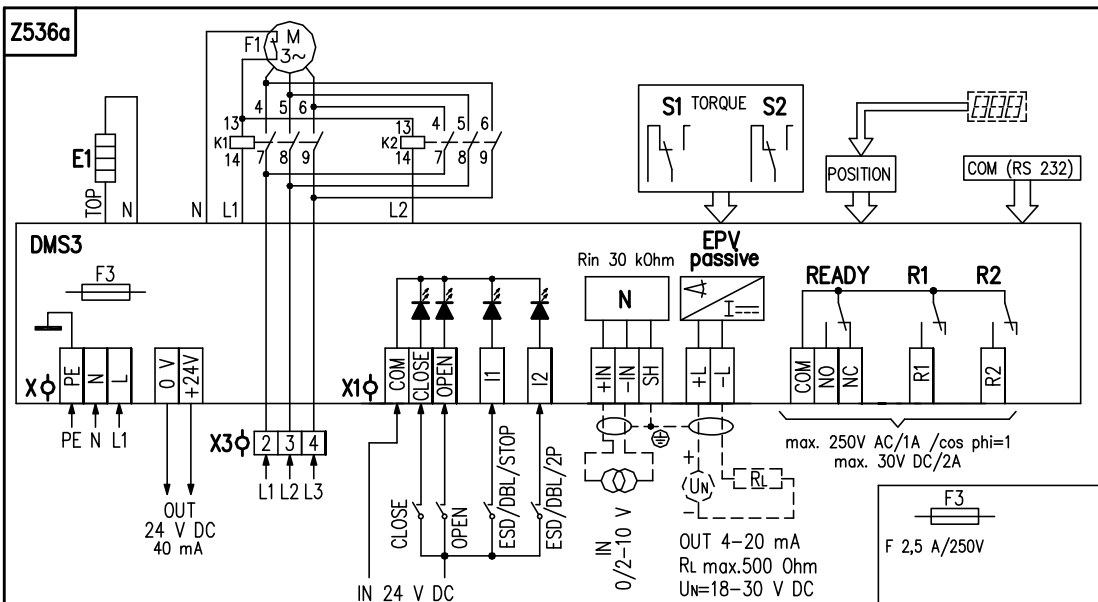 Z536a
F1
M
3~
4 5 6
13
K1
14
7 8 9
4 5 6
13
K2
14
7 8 9
E1
TOP
N
N L1
L2
S1 TORQUE S2
POSITION
COM (RS 232)
DMS3
F3
Rin 30 kOhm
N
EPV
passive
I
READY R1 R2
X
PE
N
L
0 V
+24V
X1
COM
CLOSE
OPEN
I1
I2
+IN
-IN
SH
+L
-L
COM
NO
NC
R1
R2
PE N L1
X3
2 3 4
L1 L2 L3
OUT
24 V DC
40 mA
CLOSE
OPEN
ESD/DBL/STOP
ESD/DBL/2P
IN 24 V DC
IN
0/2-10 V
+
UN
-
RL
OUT 4-20 mA
RL max.500 Ohm
UN=18-30 V DC
max. 250V AC/1A /cos phi=1
max. 30V DC/2A
F3
F 2,5 A/250V